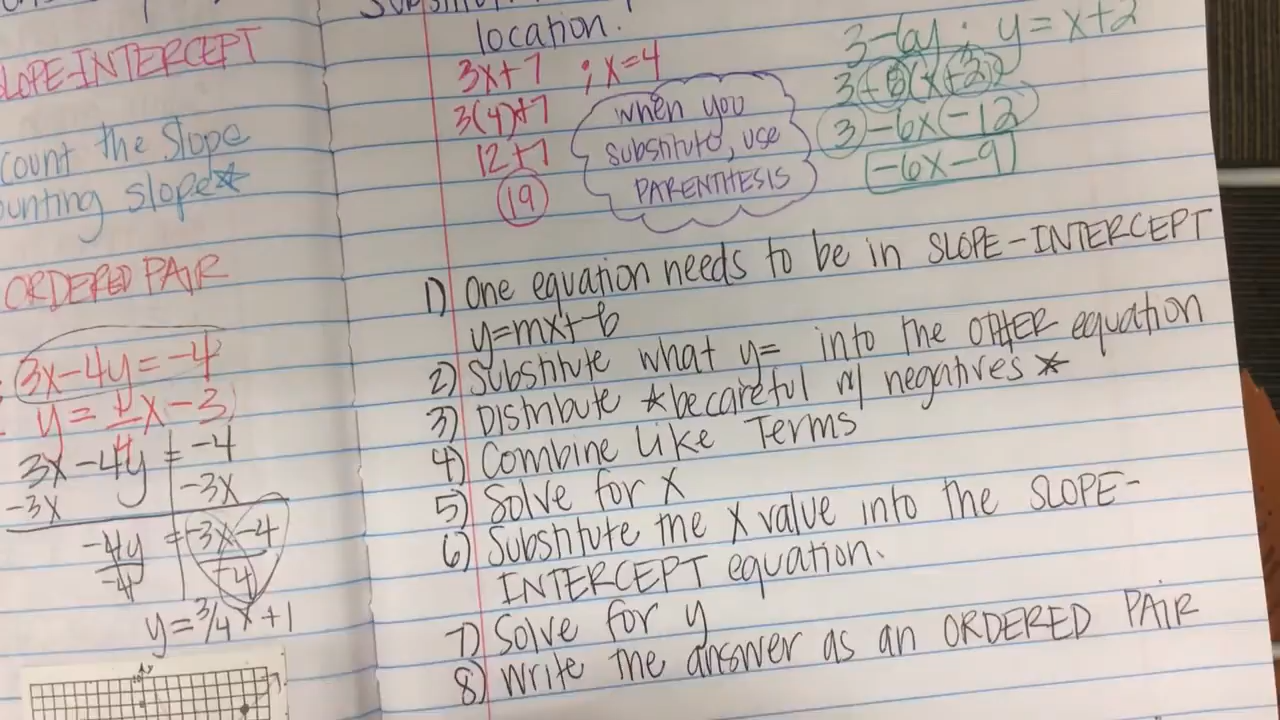 SLOPE-INTERCEPT
count the slope
ounting slope*
ORDERED PAIR
3x-4y=-4
3x-4y = -4
-3x -3x
-4y = -3x-4
-4 -4
y=3/4x+1
location.
3x+7 ; x=4
3(4)+7
12+7
19
when you
substitute, use
PARENTHESIS
3-6y ; y=x+2
3+-6(x+2)
3-6x-12
-6x-9
1) One equation needs to be in SLOPE-INTERCEPT
y=mx+b
2) Substitute what y= into the OTHER equation
3) Distribute *be careful w/ negatives *
4) Combine Like Terms
5) Solve for x
6) Substitute the x value into the SLOPE-
INTERCEPT equation.
7) Solve for y
8) Write the answer as an ORDERED PAIR